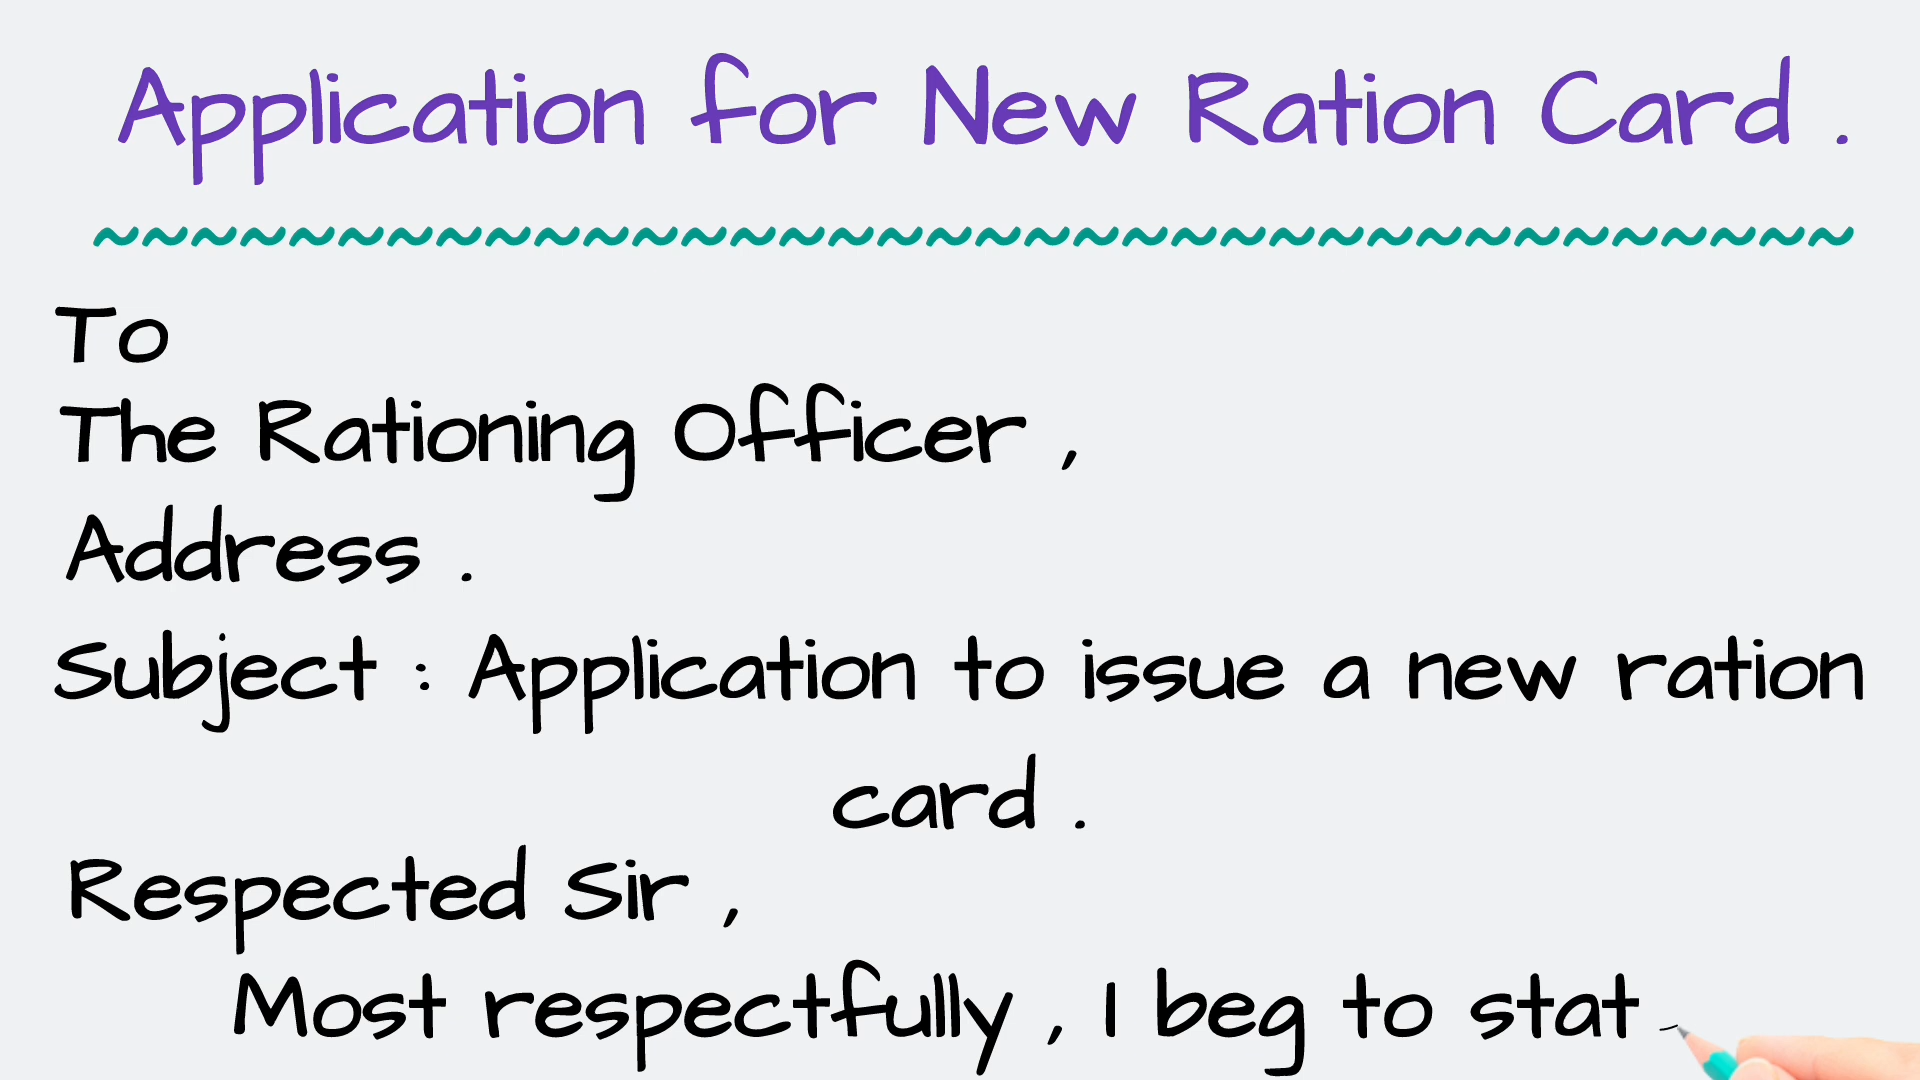 Application for New Ration Card .
~~~~~~~~~~~~~~~~~~~~~~~~~~~~~~~~~~~~
To
The Rationing Officer ,
Address .
Subject : Application to issue a new ration
card .
Respected Sir ,
Most respectfully , I beg to stat